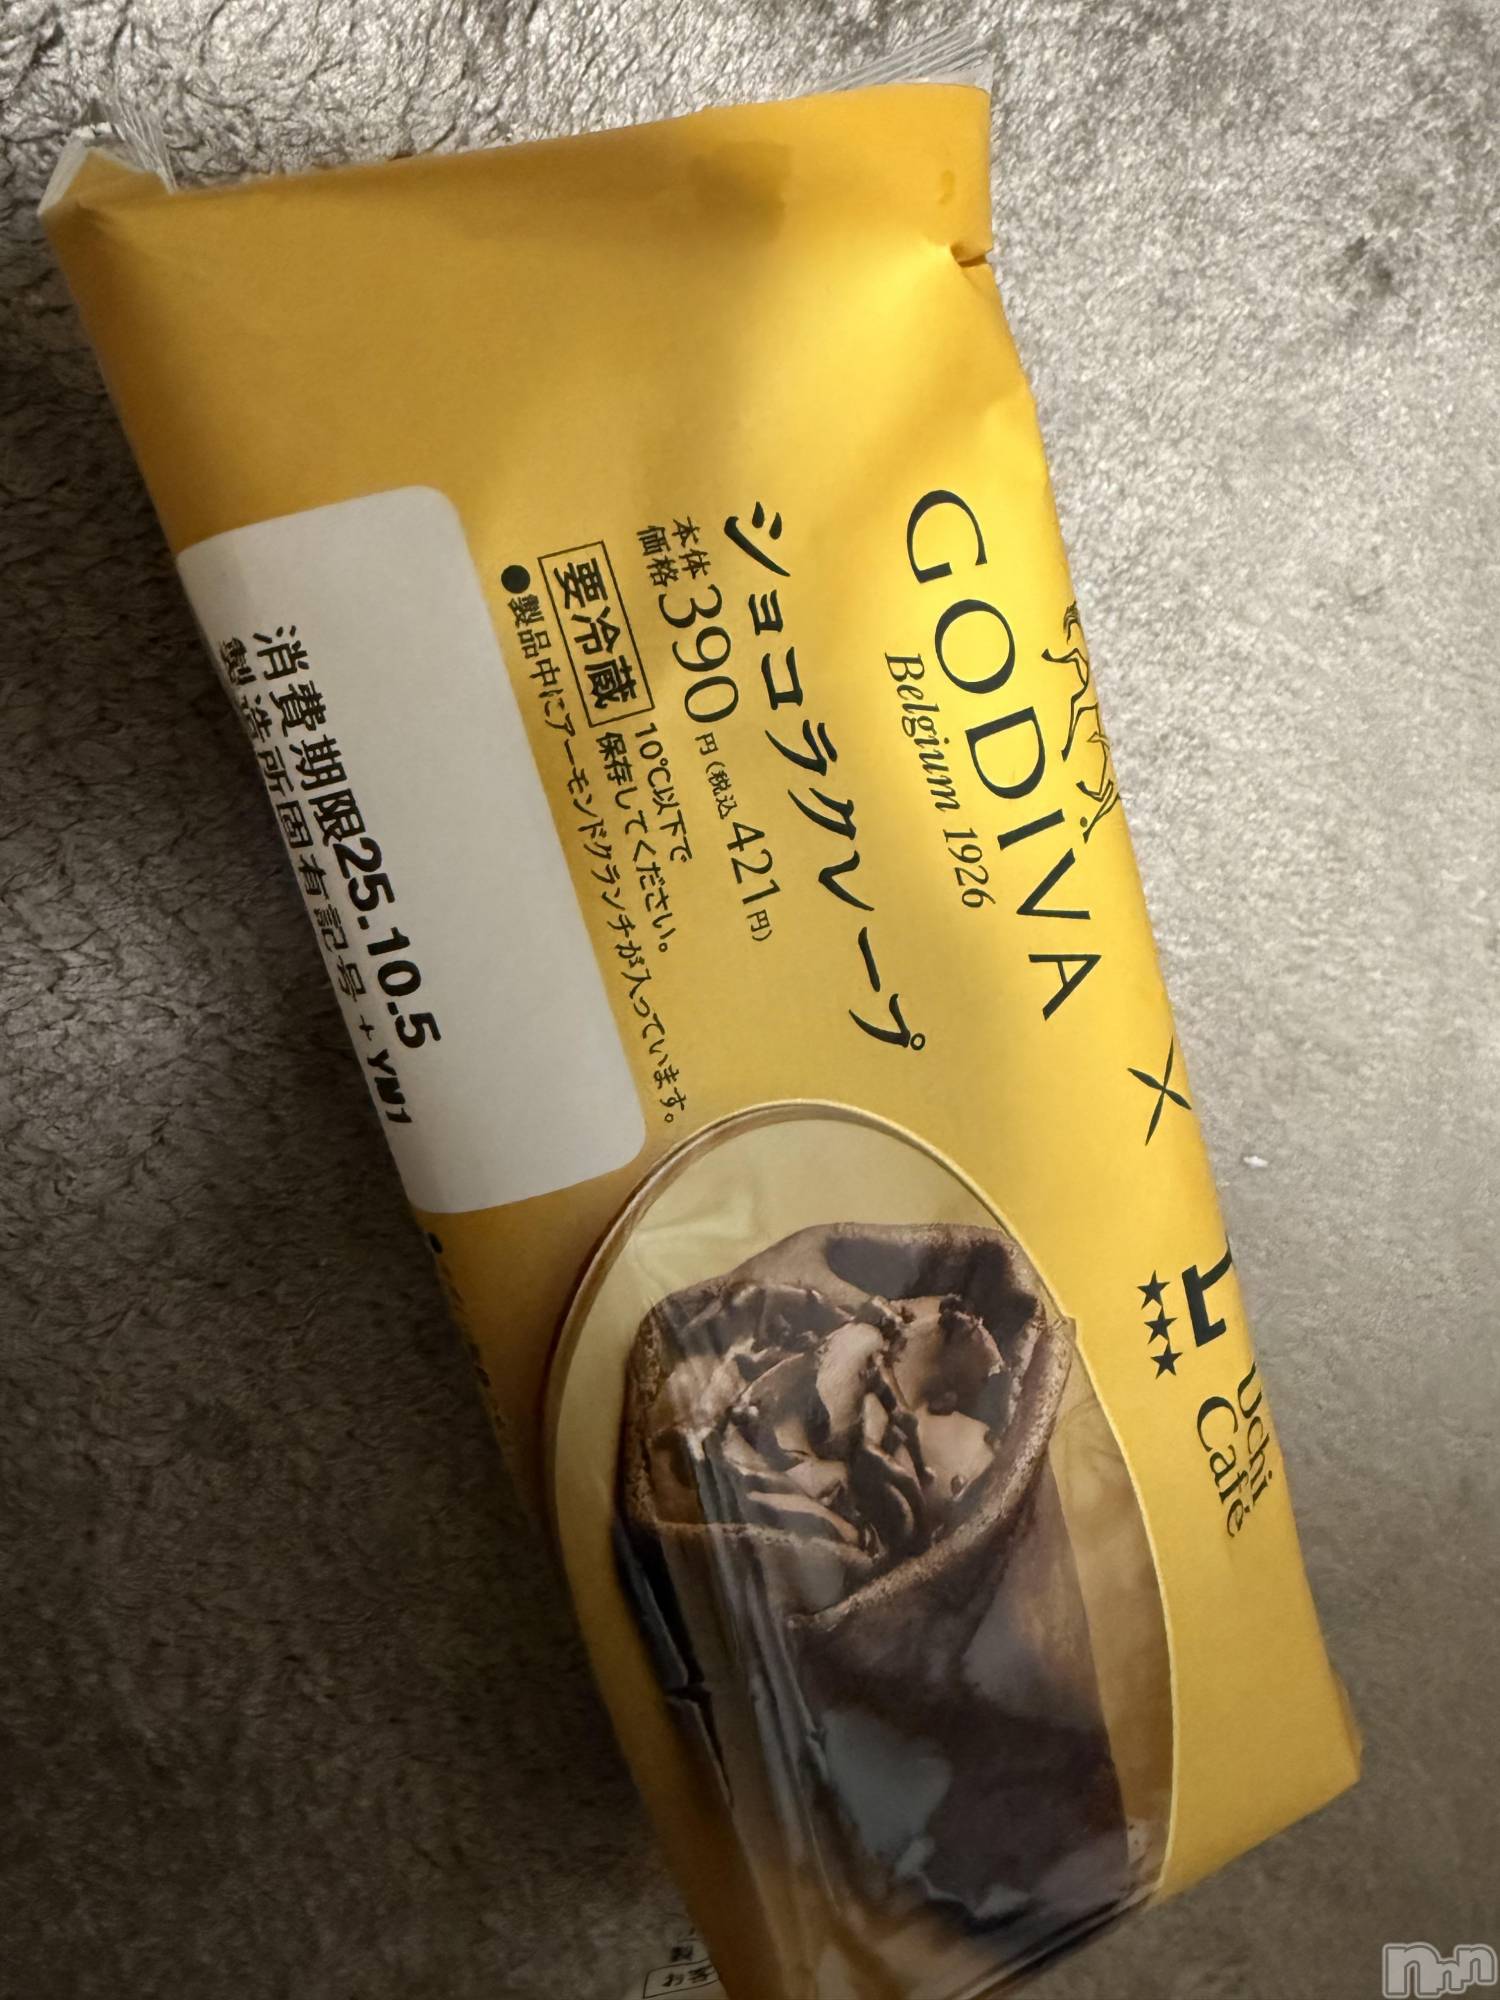 GODIVA × L Uchi Café
★★★
Belgium 1926
ショコラクレープ
本体価格390円(税込421円)
要冷蔵 10℃以下で保存してください。
●製品中にアーモンドクランチが入っています。
消費期限25.10.5
製造所固有記号+YM1
nnn